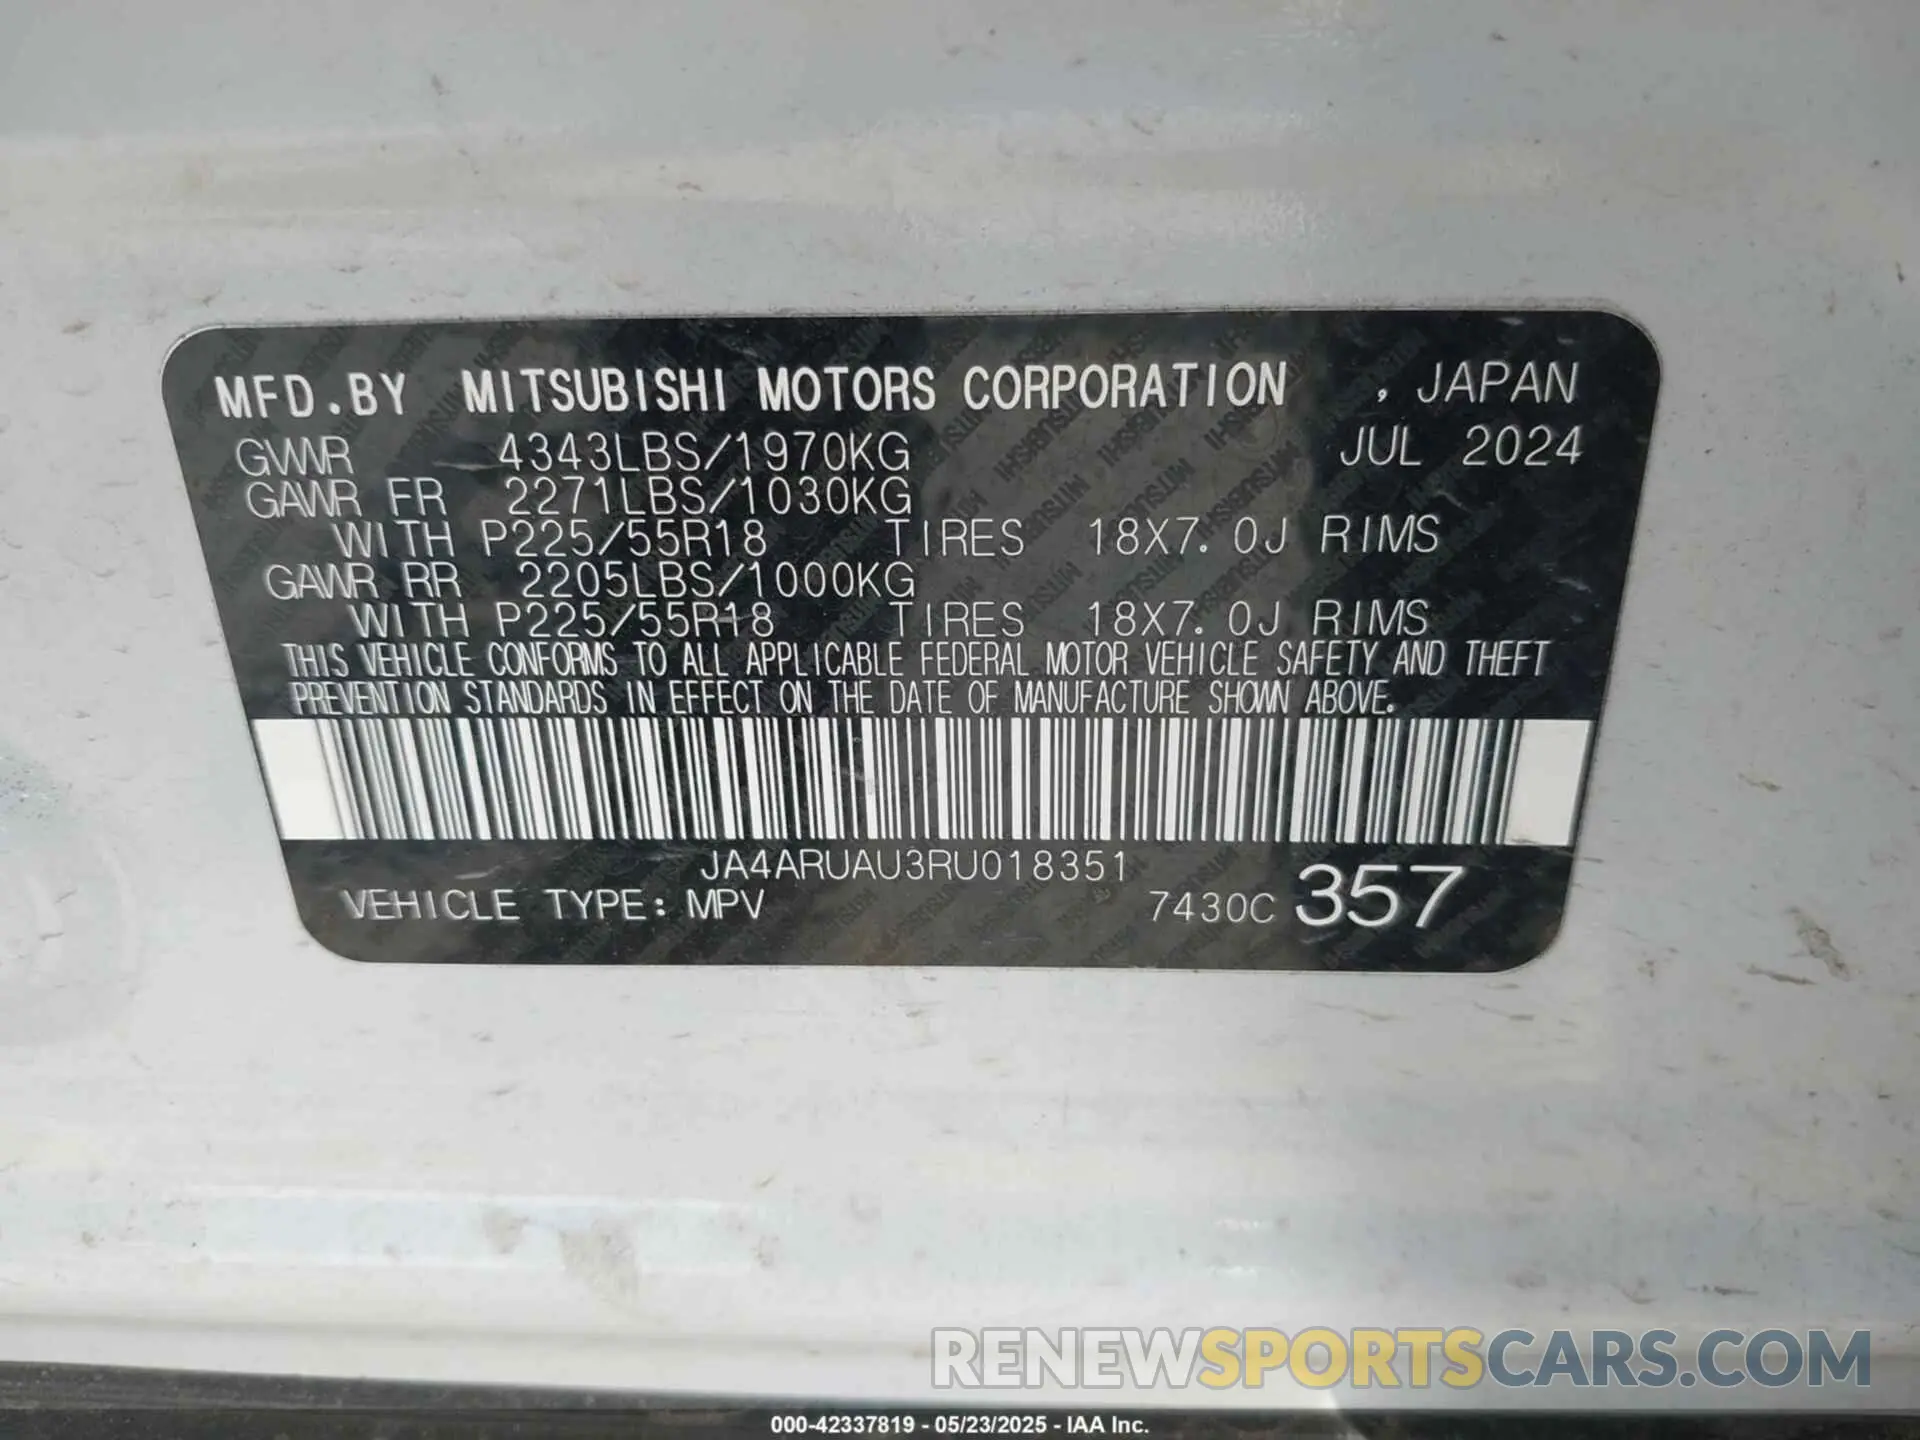 MFD.BY MITSUBISHI MOTORS CORPORATION , JAPAN
GVWR 4343LBS/1970KG JUL 2024
GAWR FR 2271LBS/1030KG
WITH P225/55R18 TIRES 18X7.0J RIMS
GAWR RR 2205LBS/1000KG
WITH P225/55R18 TIRES 18X7.0J RIMS
THIS VEHICLE CONFORMS TO ALL APPLICABLE FEDERAL MOTOR VEHICLE SAFETY AND THEFT
PREVENTION STANDARDS IN EFFECT ON THE DATE OF MANUFACTURE SHOWN ABOVE.
JA4ARUAU3RU018351
VEHICLE TYPE: MPV 7430C 357
RENEWSPORTSCARS.COM
000-42337819 - 05/23/2025 - IAA Inc.